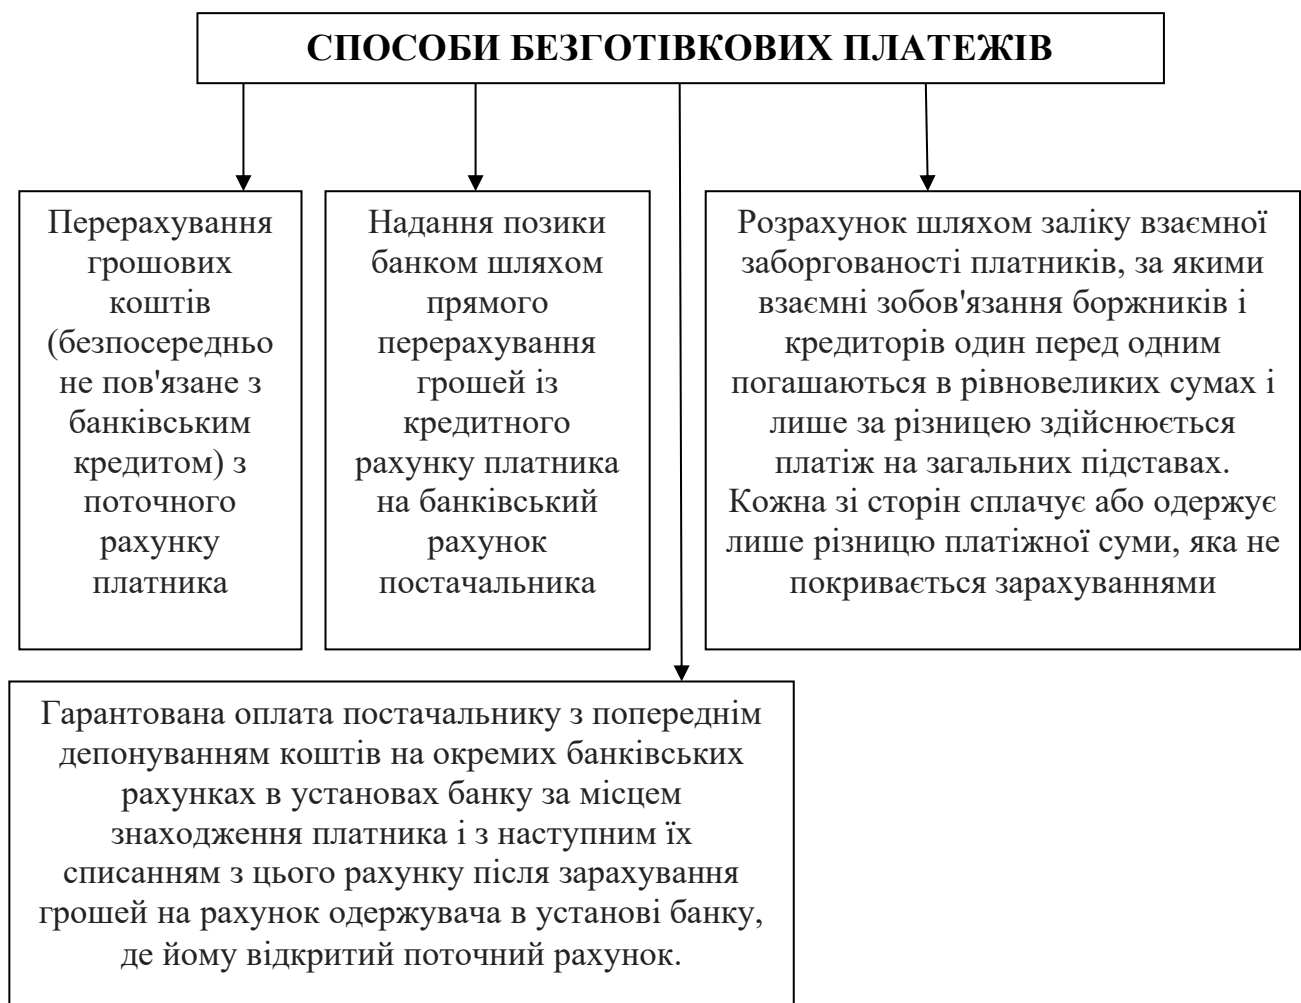 СПОСОБИ БЕЗГОТІВКОВИХ ПЛАТЕЖІВ
Перерахування
грошових
коштів
(безпосередньо
не пов'язане з
банківським
кредитом) з
поточного
рахунку
платника
Надання позики
банком шляхом
прямого
перерахування
грошей із
кредитного
рахунку платника
на банківський
рахунок
постачальника
Розрахунок шляхом заліку взаємної
заборгованості платників, за якими
взаємні зобов'язання боржників і
кредиторів один перед одним
погашаються в рівновеликих сумах і
лише за різницею здійснюється
платіж на загальних підставах.
Кожна зі сторін сплачує або одержує
лише різницю платіжної суми, яка не
покривається зарахуваннями
Гарантована оплата постачальнику з попереднім
депонуванням коштів на окремих банківських
рахунках в установах банку за місцем
знаходження платника і з наступним їх
списанням з цього рахунку після зарахування
грошей на рахунок одержувача в установі банку,
де йому відкритий поточний рахунок.